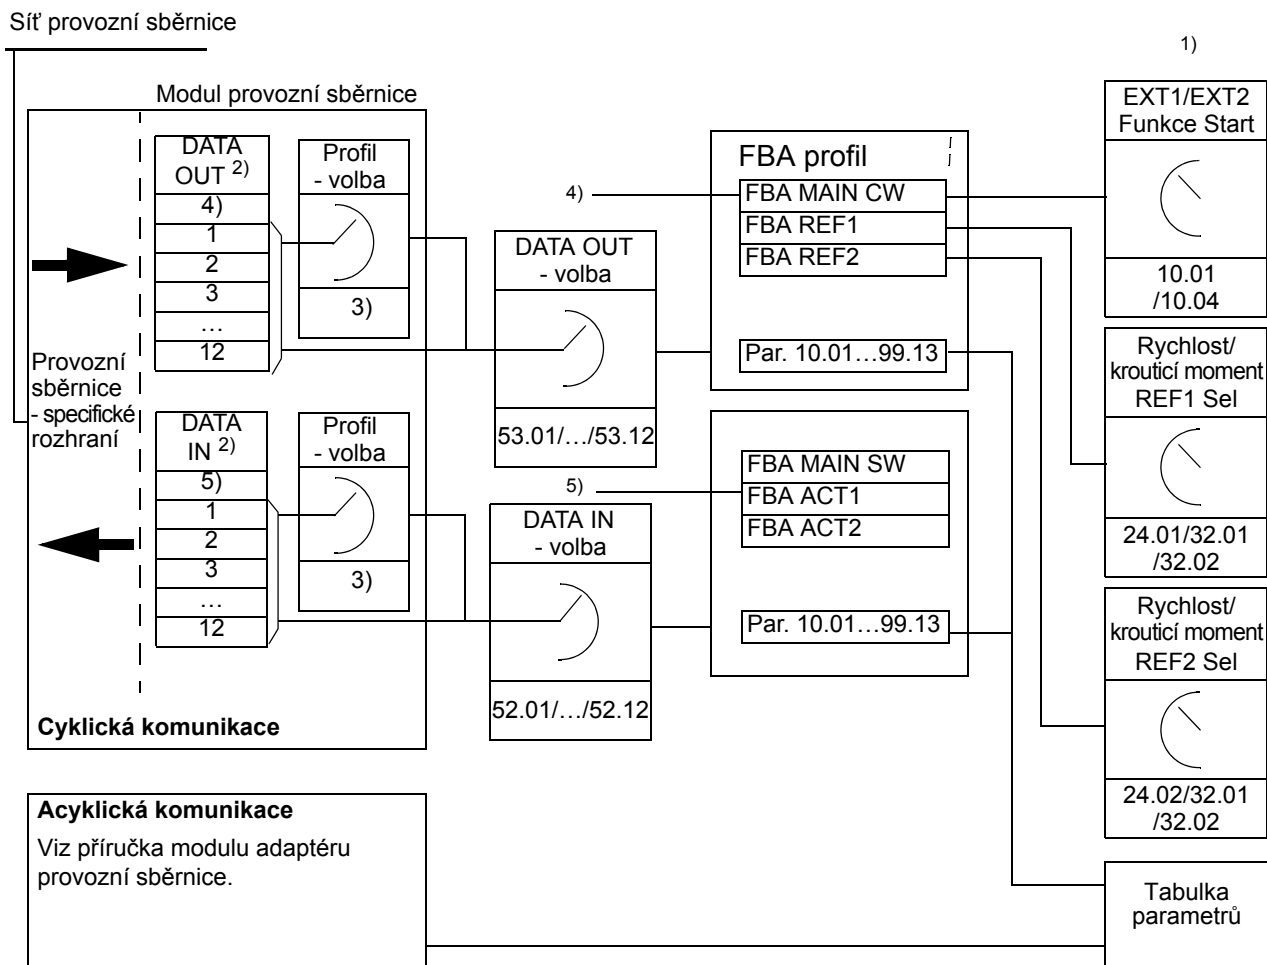 Síť provozní sběrnice
1)
Modul provozní sběrnice
DATA
OUT 2)
4)
1
2
3
…
12
Profil
- volba
3)
Provozní
sběrnice
- specifické
rozhraní
DATA
IN 2)
5)
1
2
3
…
12
Profil
- volba
3)
Cyklická komunikace
4)
DATA OUT
- volba
53.01/…/53.12
5)
DATA IN
- volba
52.01/…/52.12
FBA profil
FBA MAIN CW
FBA REF1
FBA REF2
Par. 10.01…99.13
FBA MAIN SW
FBA ACT1
FBA ACT2
Par. 10.01…99.13
EXT1/EXT2
Funkce Start
10.01
/10.04
Rychlost/
krouticí moment
REF1 Sel
24.01/32.01
/32.02
Rychlost/
krouticí moment
REF2 Sel
24.02/32.01
/32.02
Acyklická komunikace
Viz příručka modulu adaptéru
provozní sběrnice.
Tabulka
parametrů